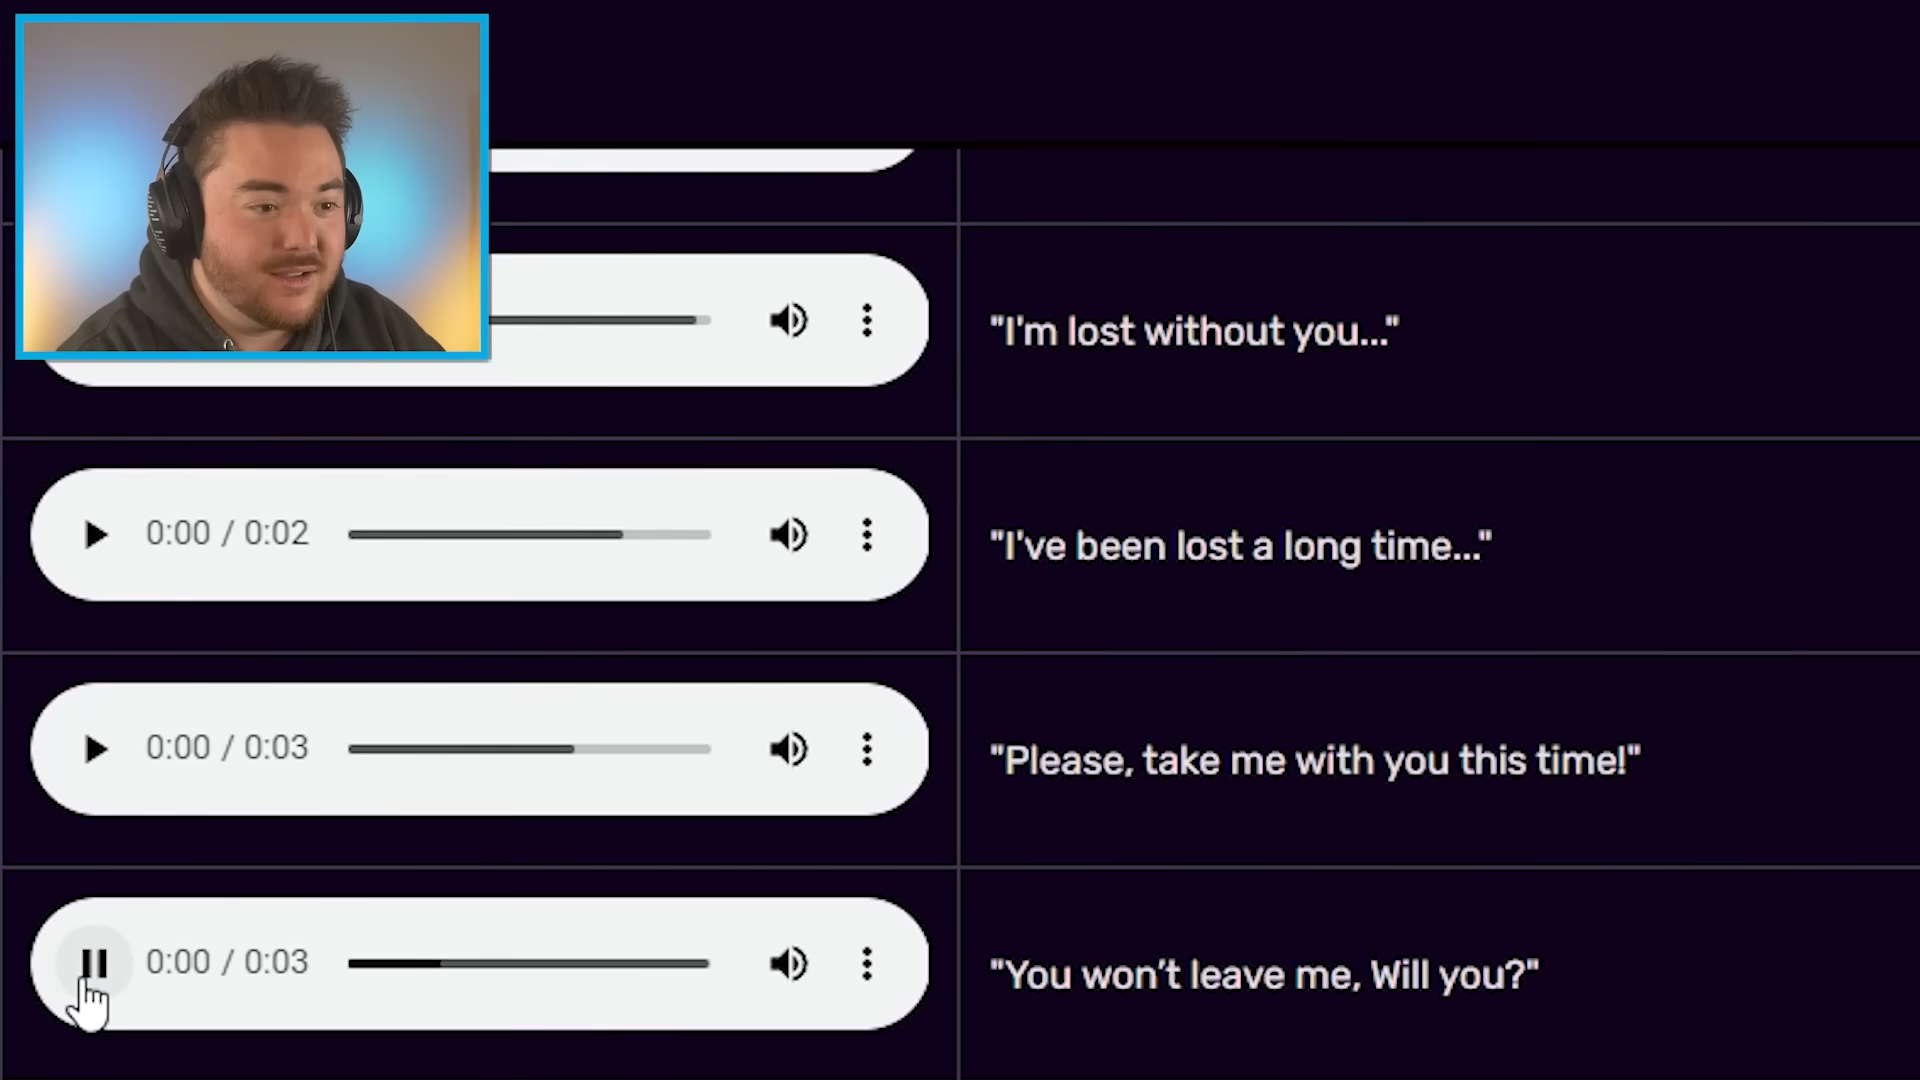 "I'm lost without you..."
0:00 / 0:02
"I've been lost a long time..."
0:00 / 0:03
"Please, take me with you this time!"
0:00 / 0:03
"You won’t leave me, Will you?"